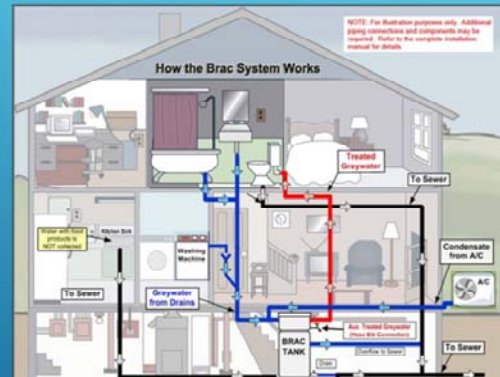 NOTE: For illustration purposes only. Additional
piping connections and components may be
required. Refer to the complete installation
manual for details.
How the Brac System Works
Treated
Greywater
To Sewer
Water with food
products is
NOT collected
Kitchen Sink
Washing
Machine
Condensate
from A/C
A/C
To Sewer
Greywater
from Drains
Aux. Treated Greywater
(Hose Bib Connection)
BRAC
TANK
Overflow to Sewer
To Sewer
Drain